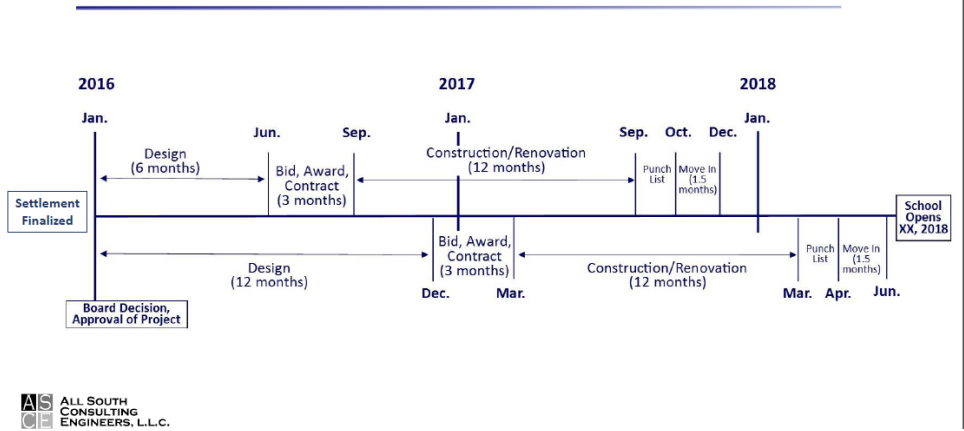 2016
2017
2018
Jan.
Jan.
Jan.
Jun.
Sep.
Sep.
Oct.
Dec.
Design
(6 months)
Bid, Award,
Contract
(3 months)
Construction/Renovation
(12 months)
Punch
List
Move In
(1.5
months)
Settlement
Finalized
School
Opens
XX, 2018
Design
(12 months)
Bid, Award,
Contract
(3 months)
Construction/Renovation
(12 months)
Punch
List
Move In
(1.5
months)
Dec.
Mar.
Mar.
Apr.
Jun.
Board Decision,
Approval of Project
ASCE
ALL SOUTH
CONSULTING
ENGINEERS, L.L.C.